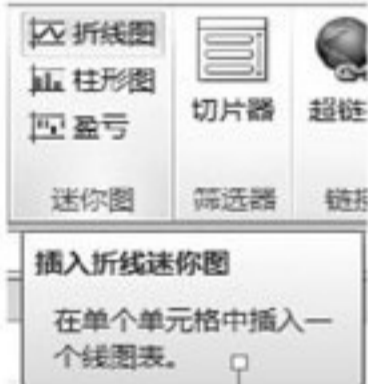 折线图
柱形图
盈亏
迷你图
切片器
筛选器
超链
链接
插入折线迷你图
在单个单元格中插入一
个线图表。